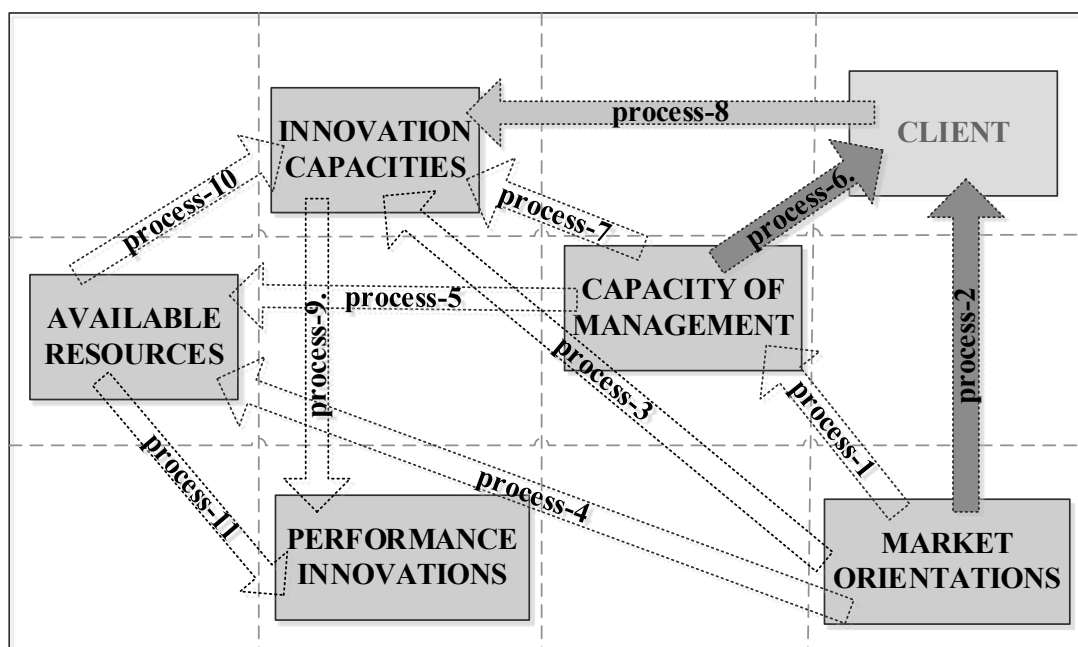 process-8
INNOVATION
CAPACITIES
CLIENT
process-10
process-7
process-6.
process-5
CAPACITY OF
MANAGEMENT
AVAILABLE
RESOURCES
process-9.
process-3
process-2
process-1
process-11
process-4
PERFORMANCE
INNOVATIONS
MARKET
ORIENTATIONS